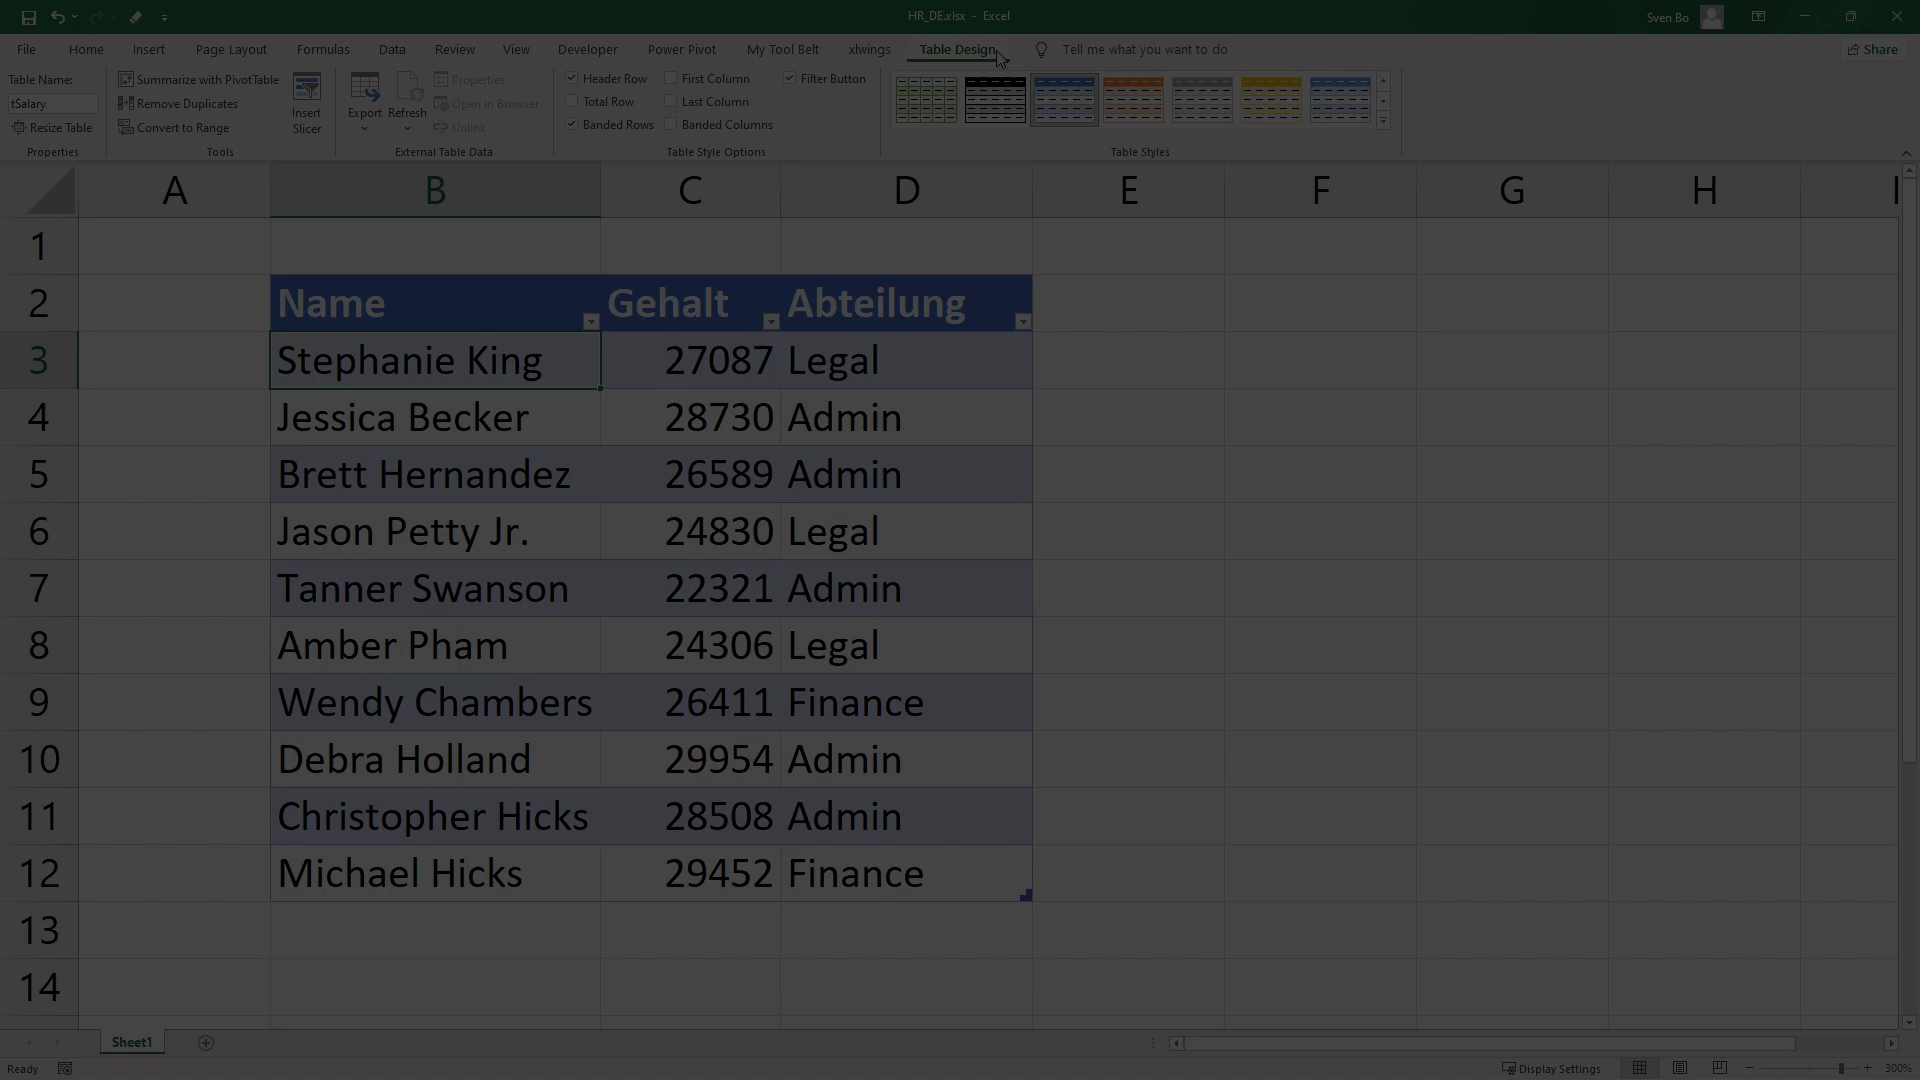 HR_DE.xlsx - Excel
Sven Bo
File Home Insert Page Layout Formulas Data Review View Developer Power Pivot My Tool Belt xlwings Table Design Tell me what you want to do Share
Table Name:
tSalary
Resize Table
Properties
Summarize with PivotTable
Remove Duplicates
Convert to Range
Insert
Slicer
Tools
Export
Refresh
Properties
Open in Browser
Unlink
External Table Data
Header Row First Column Filter Button
Total Row Last Column
Banded Rows Banded Columns
Table Style Options
Table Styles
A B C D E F G H I
1
2 Name Gehalt Abteilung
3 Stephanie King 27087 Legal
4 Jessica Becker 28730 Admin
5 Brett Hernandez 26589 Admin
6 Jason Petty Jr. 24830 Legal
7 Tanner Swanson 22321 Admin
8 Amber Pham 24306 Legal
9 Wendy Chambers 26411 Finance
10 Debra Holland 29954 Admin
11 Christopher Hicks 28508 Admin
12 Michael Hicks 29452 Finance
13
14
Sheet1
Ready Display Settings 300%